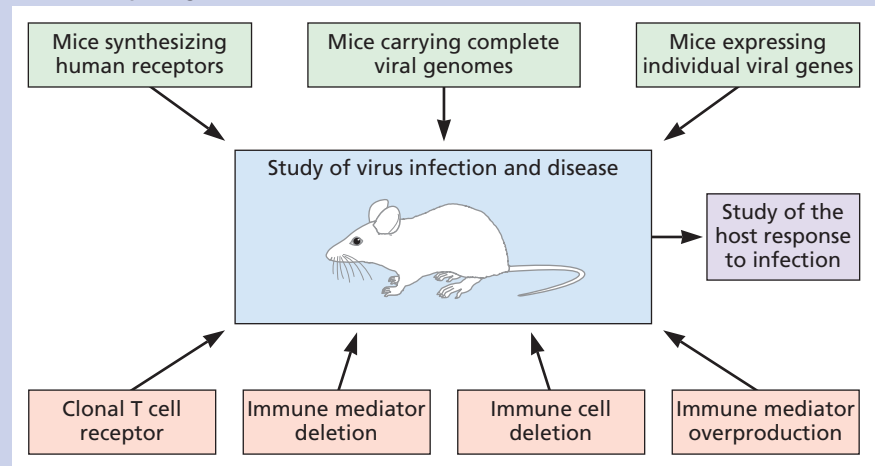 Mice synthesizing
human receptors
Mice carrying complete
viral genomes
Mice expressing
individual viral genes
Study of virus infection and disease
Study of the
host response
to infection
Clonal T cell
receptor
Immune mediator
deletion
Immune cell
deletion
Immune mediator
overproduction